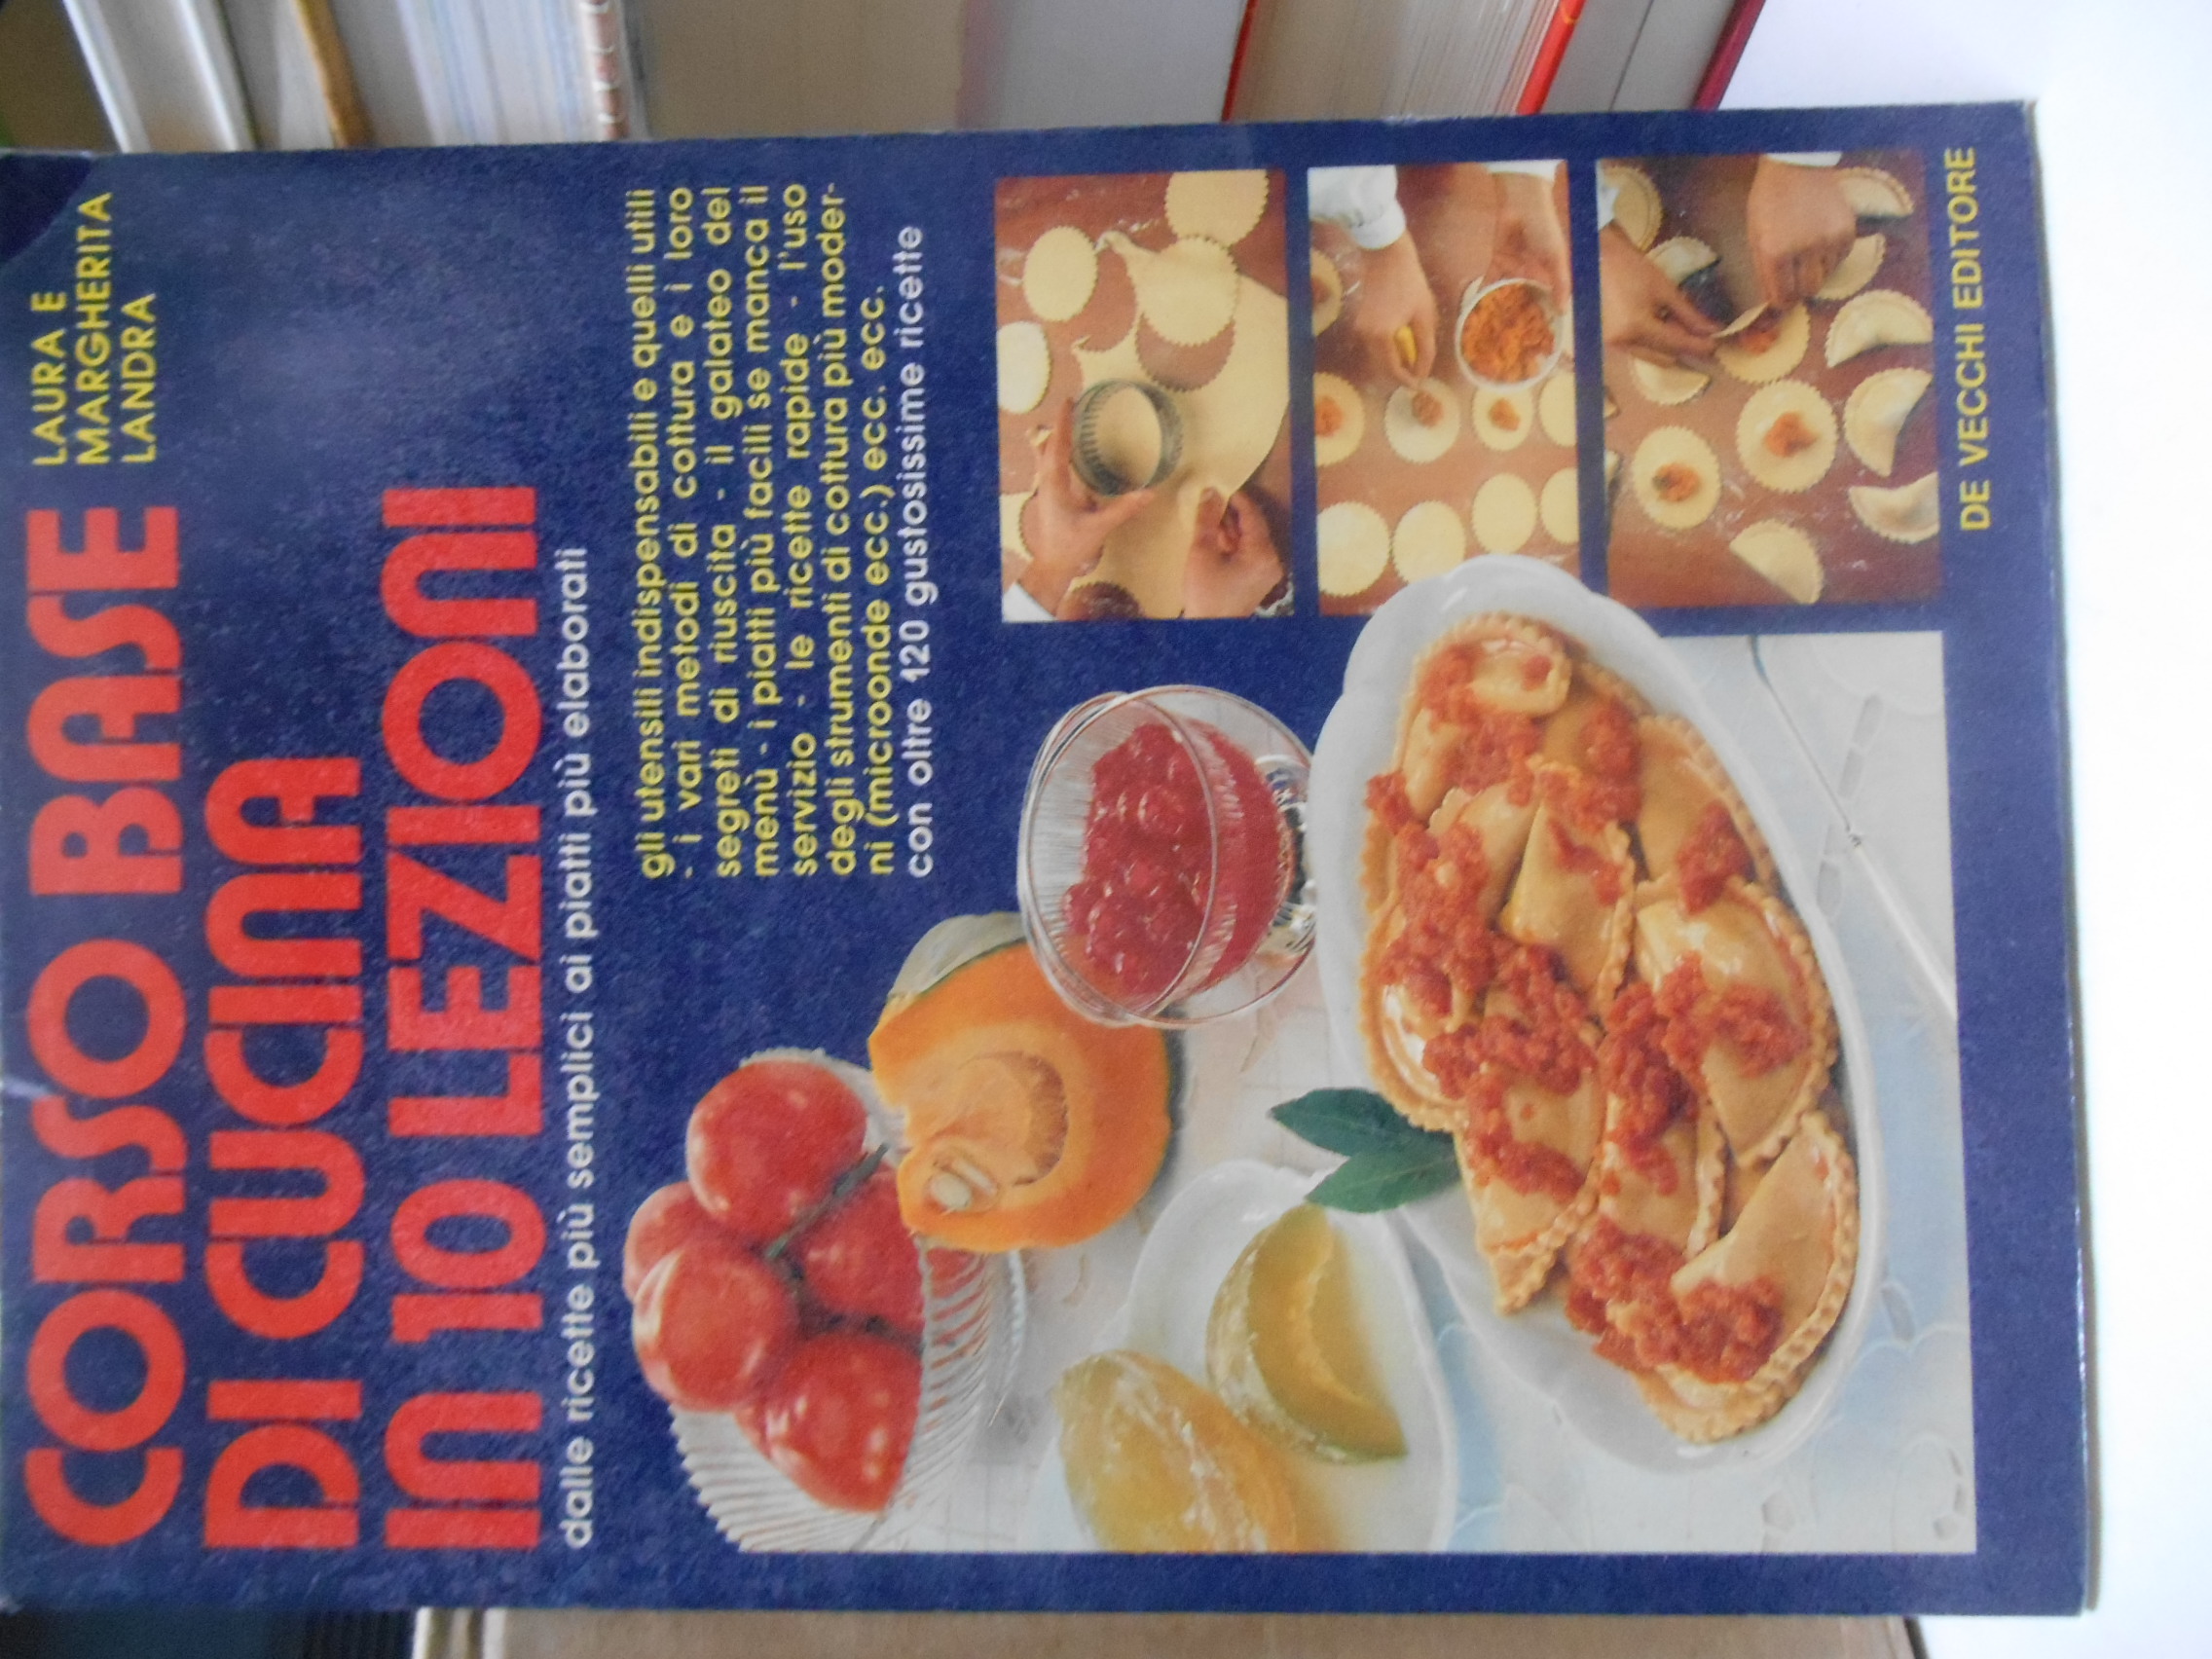 CORSO BASE
DI CUCINA
IN 10 LEZIONI
LAURA E
MARGHERITA
LANDRA
dalle ricette più semplici ai piatti più elaborati
gli utensili indispensabili e quelli utili
- i vari metodi di cottura e i loro
segreti di riuscita - il galateo del
menù - i piatti più facili se manca il
servizio - le ricette rapide - l'uso
degli strumenti di cottura più moder-
ni (microonde ecc.) ecc. ecc.
con oltre 120 gustosissime ricette
DE VECCHI EDITORE